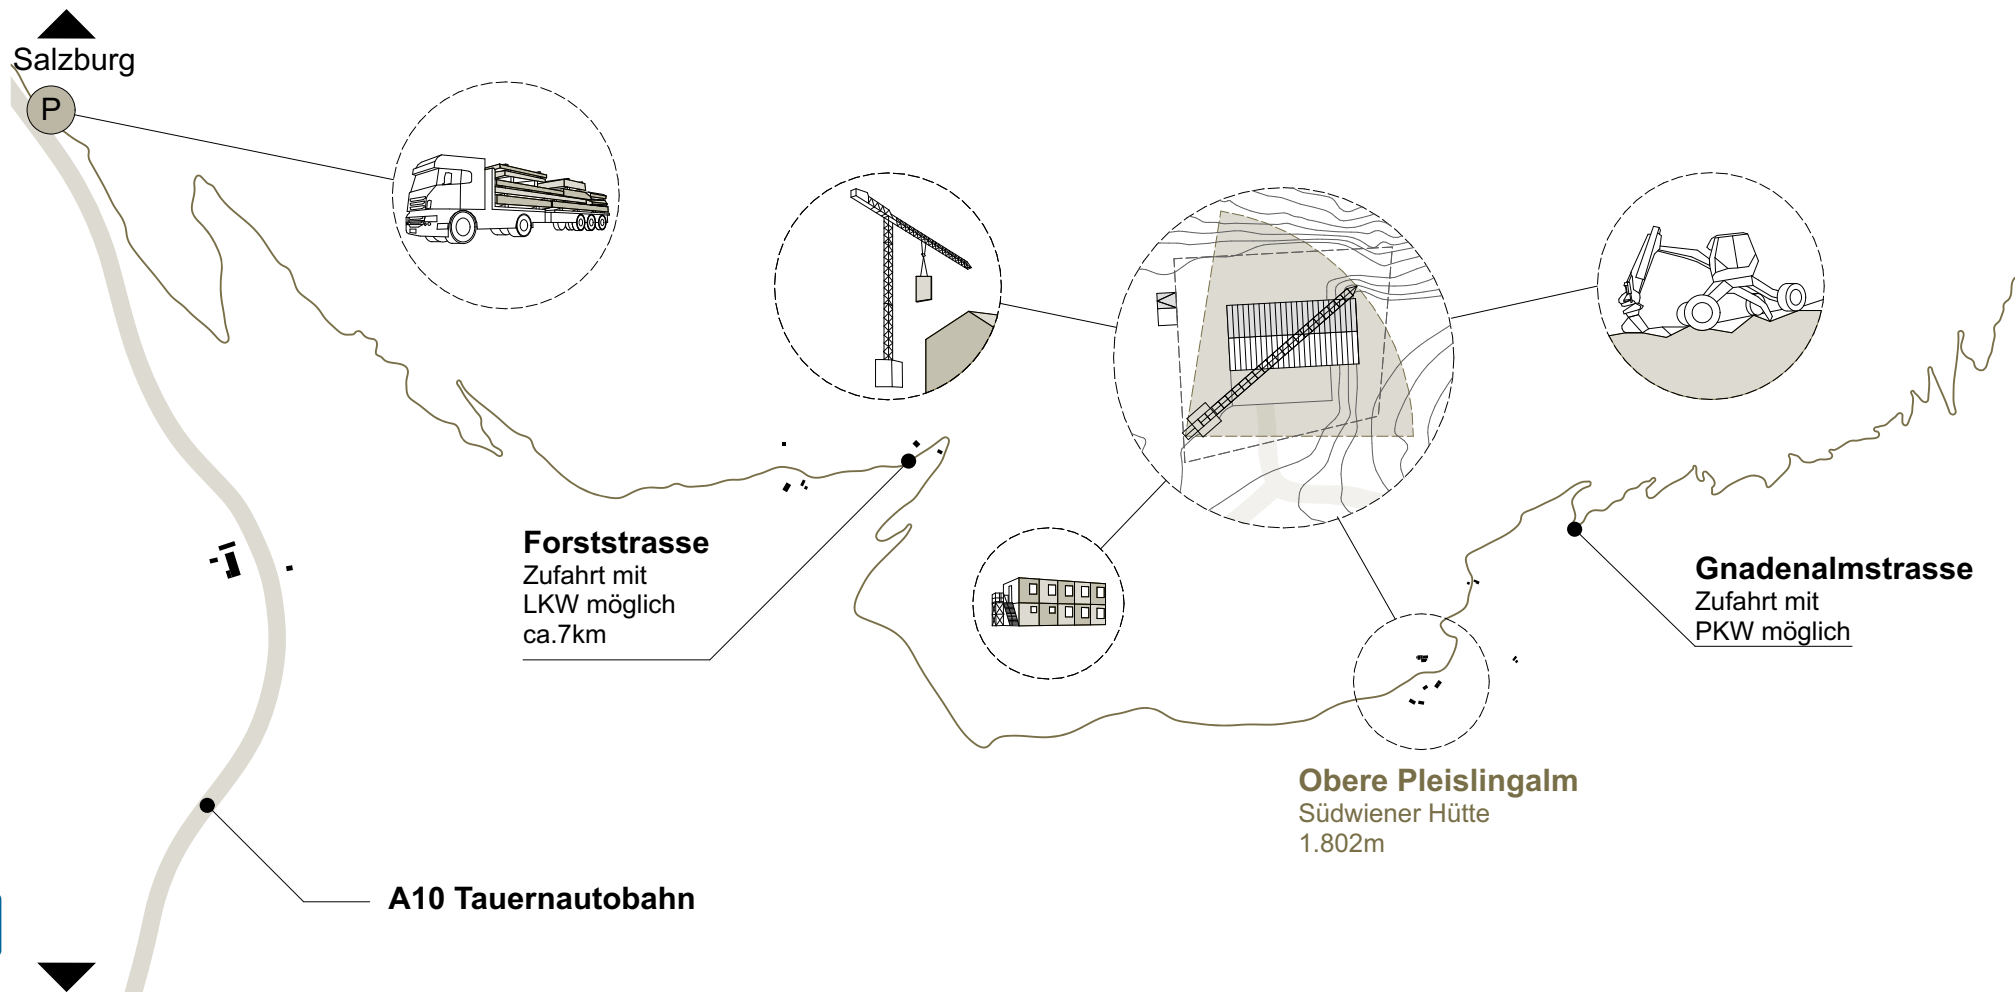 Salzburg
P
Forststrasse
Zufahrt mit
LKW möglich
ca.7km
Gnadenalmstrasse
Zufahrt mit
PKW möglich
Obere Pleislingalm
Südwiener Hütte
1.802m
A10 Tauernautobahn